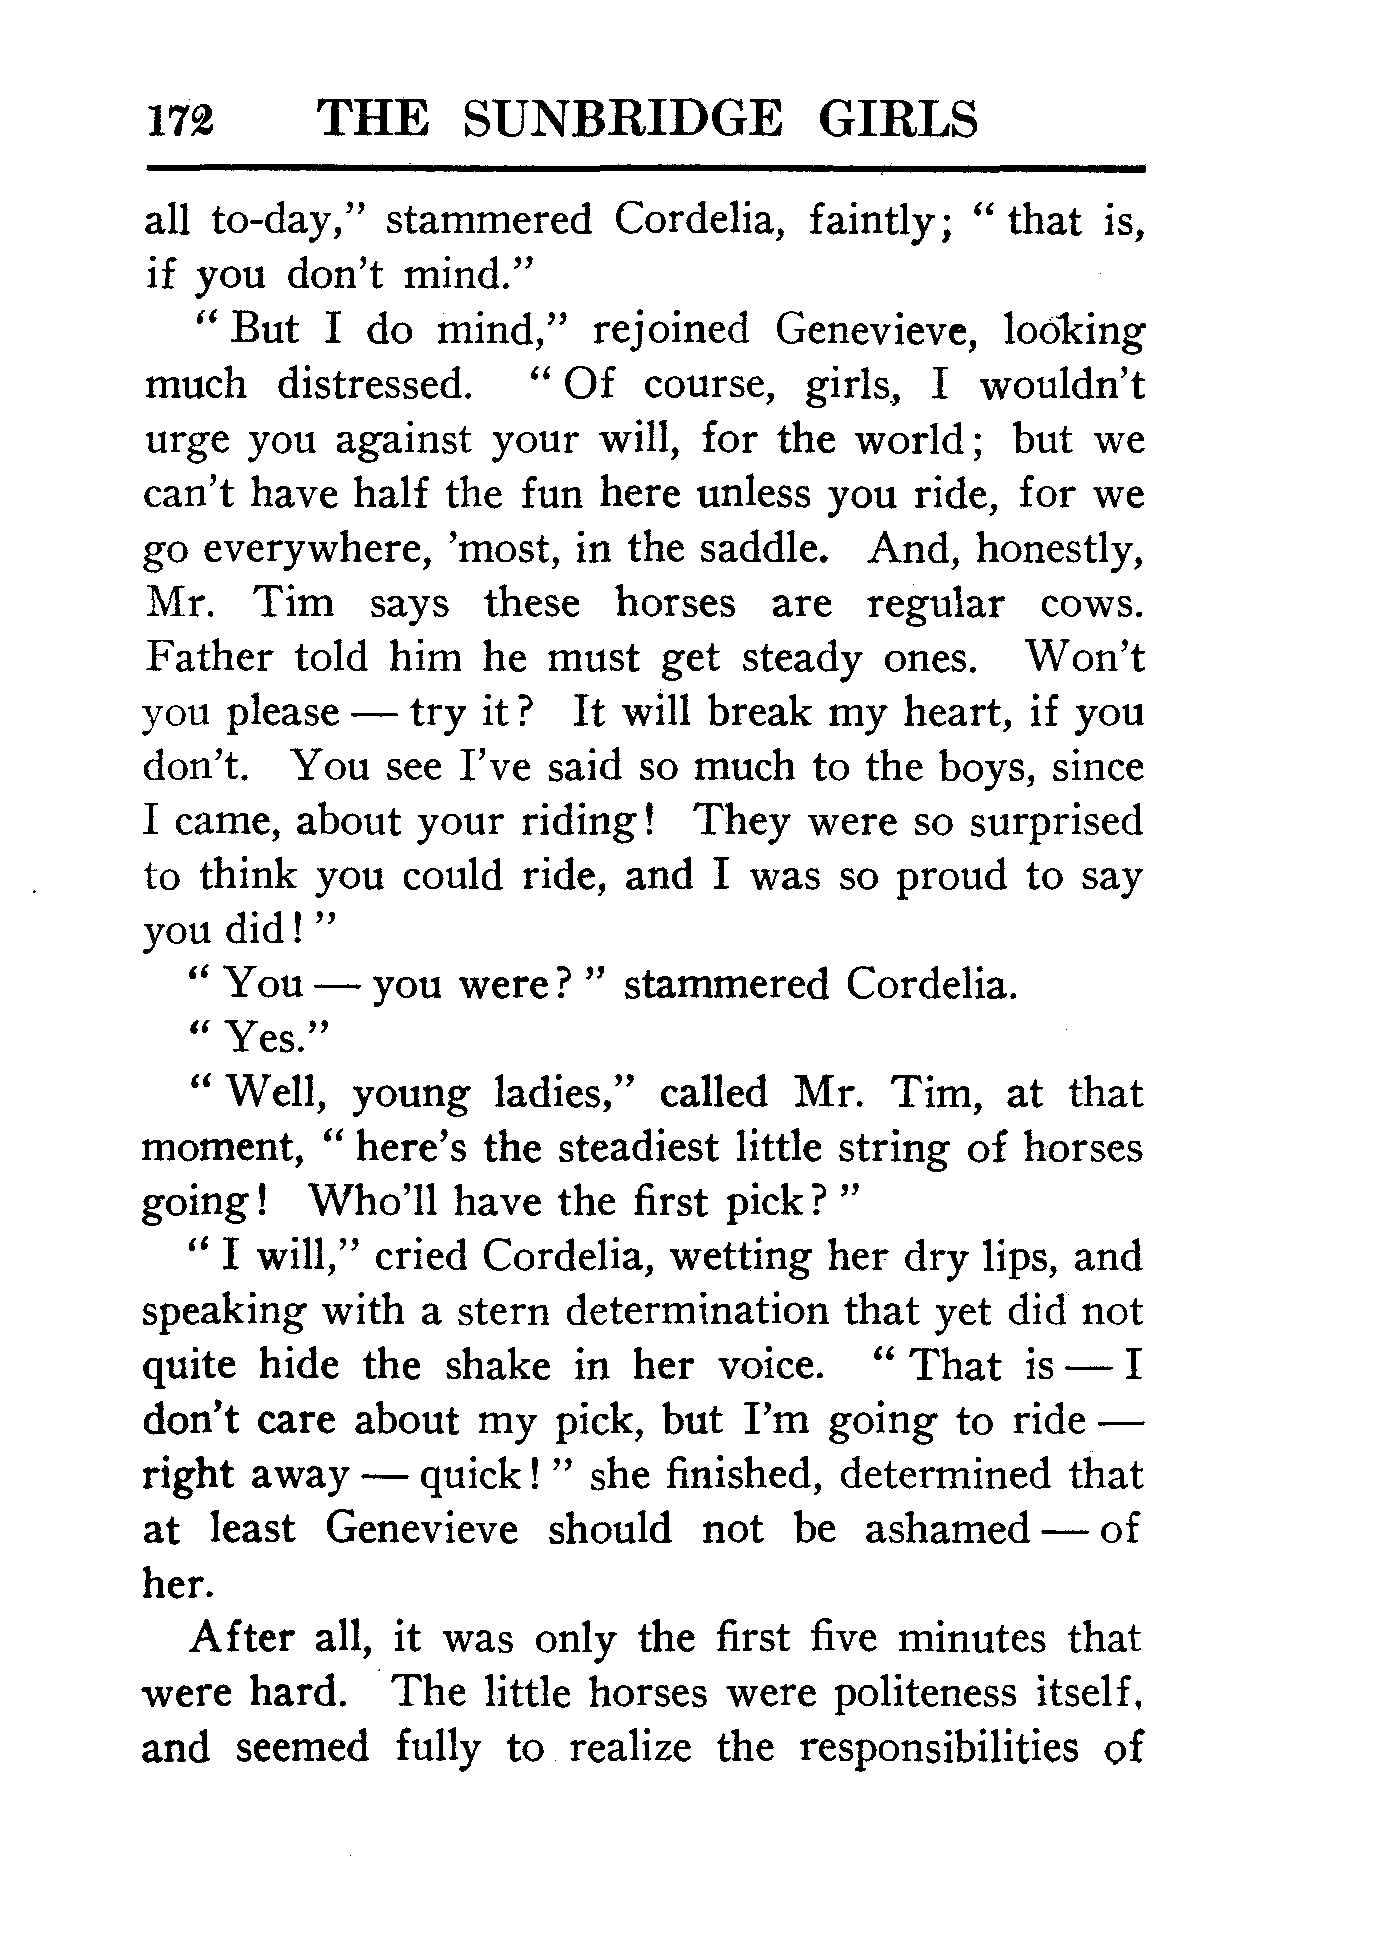 172 THE SUNBRIDGE GIRLS
all to-day," stammered Cordelia, faintly; "that is,
if you don't mind."
"But I do mind," rejoined Genevieve, looking
much distressed. "Of course, girls, I wouldn't
urge you against your will, for the world; but we
can't have half the fun here unless you ride, for we
go everywhere, 'most, in the saddle. And, honestly,
Mr. Tim says these horses are regular cows.
Father told him he must get steady ones. Won't
you please — try it? It will break my heart, if you
don't. You see I've said so much to the boys, since
I came, about your riding! They were so surprised
to think you could ride, and I was so proud to say
you did!"
"You — you were?" stammered Cordelia.
"Yes."
"Well, young ladies," called Mr. Tim, at that
moment, "here's the steadiest little string of horses
going! Who'll have the first pick?"
"I will," cried Cordelia, wetting her dry lips, and
speaking with a stern determination that yet did not
quite hide the shake in her voice. "That is — I
don't care about my pick, but I'm going to ride —
right away — quick!" she finished, determined that
at least Genevieve should not be ashamed — of
her.
After all, it was only the first five minutes that
were hard. The little horses were politeness itself,
and seemed fully to realize the responsibilities of